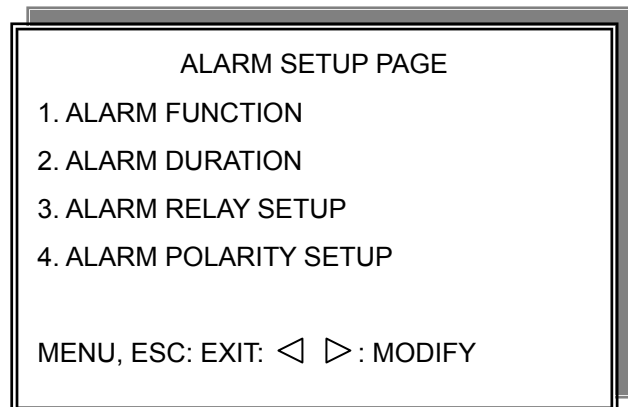 ALARM SETUP PAGE
1. ALARM FUNCTION
2. ALARM DURATION
3. ALARM RELAY SETUP
4. ALARM POLARITY SETUP
MENU, ESC: EXIT: ◁ ▷ : MODIFY